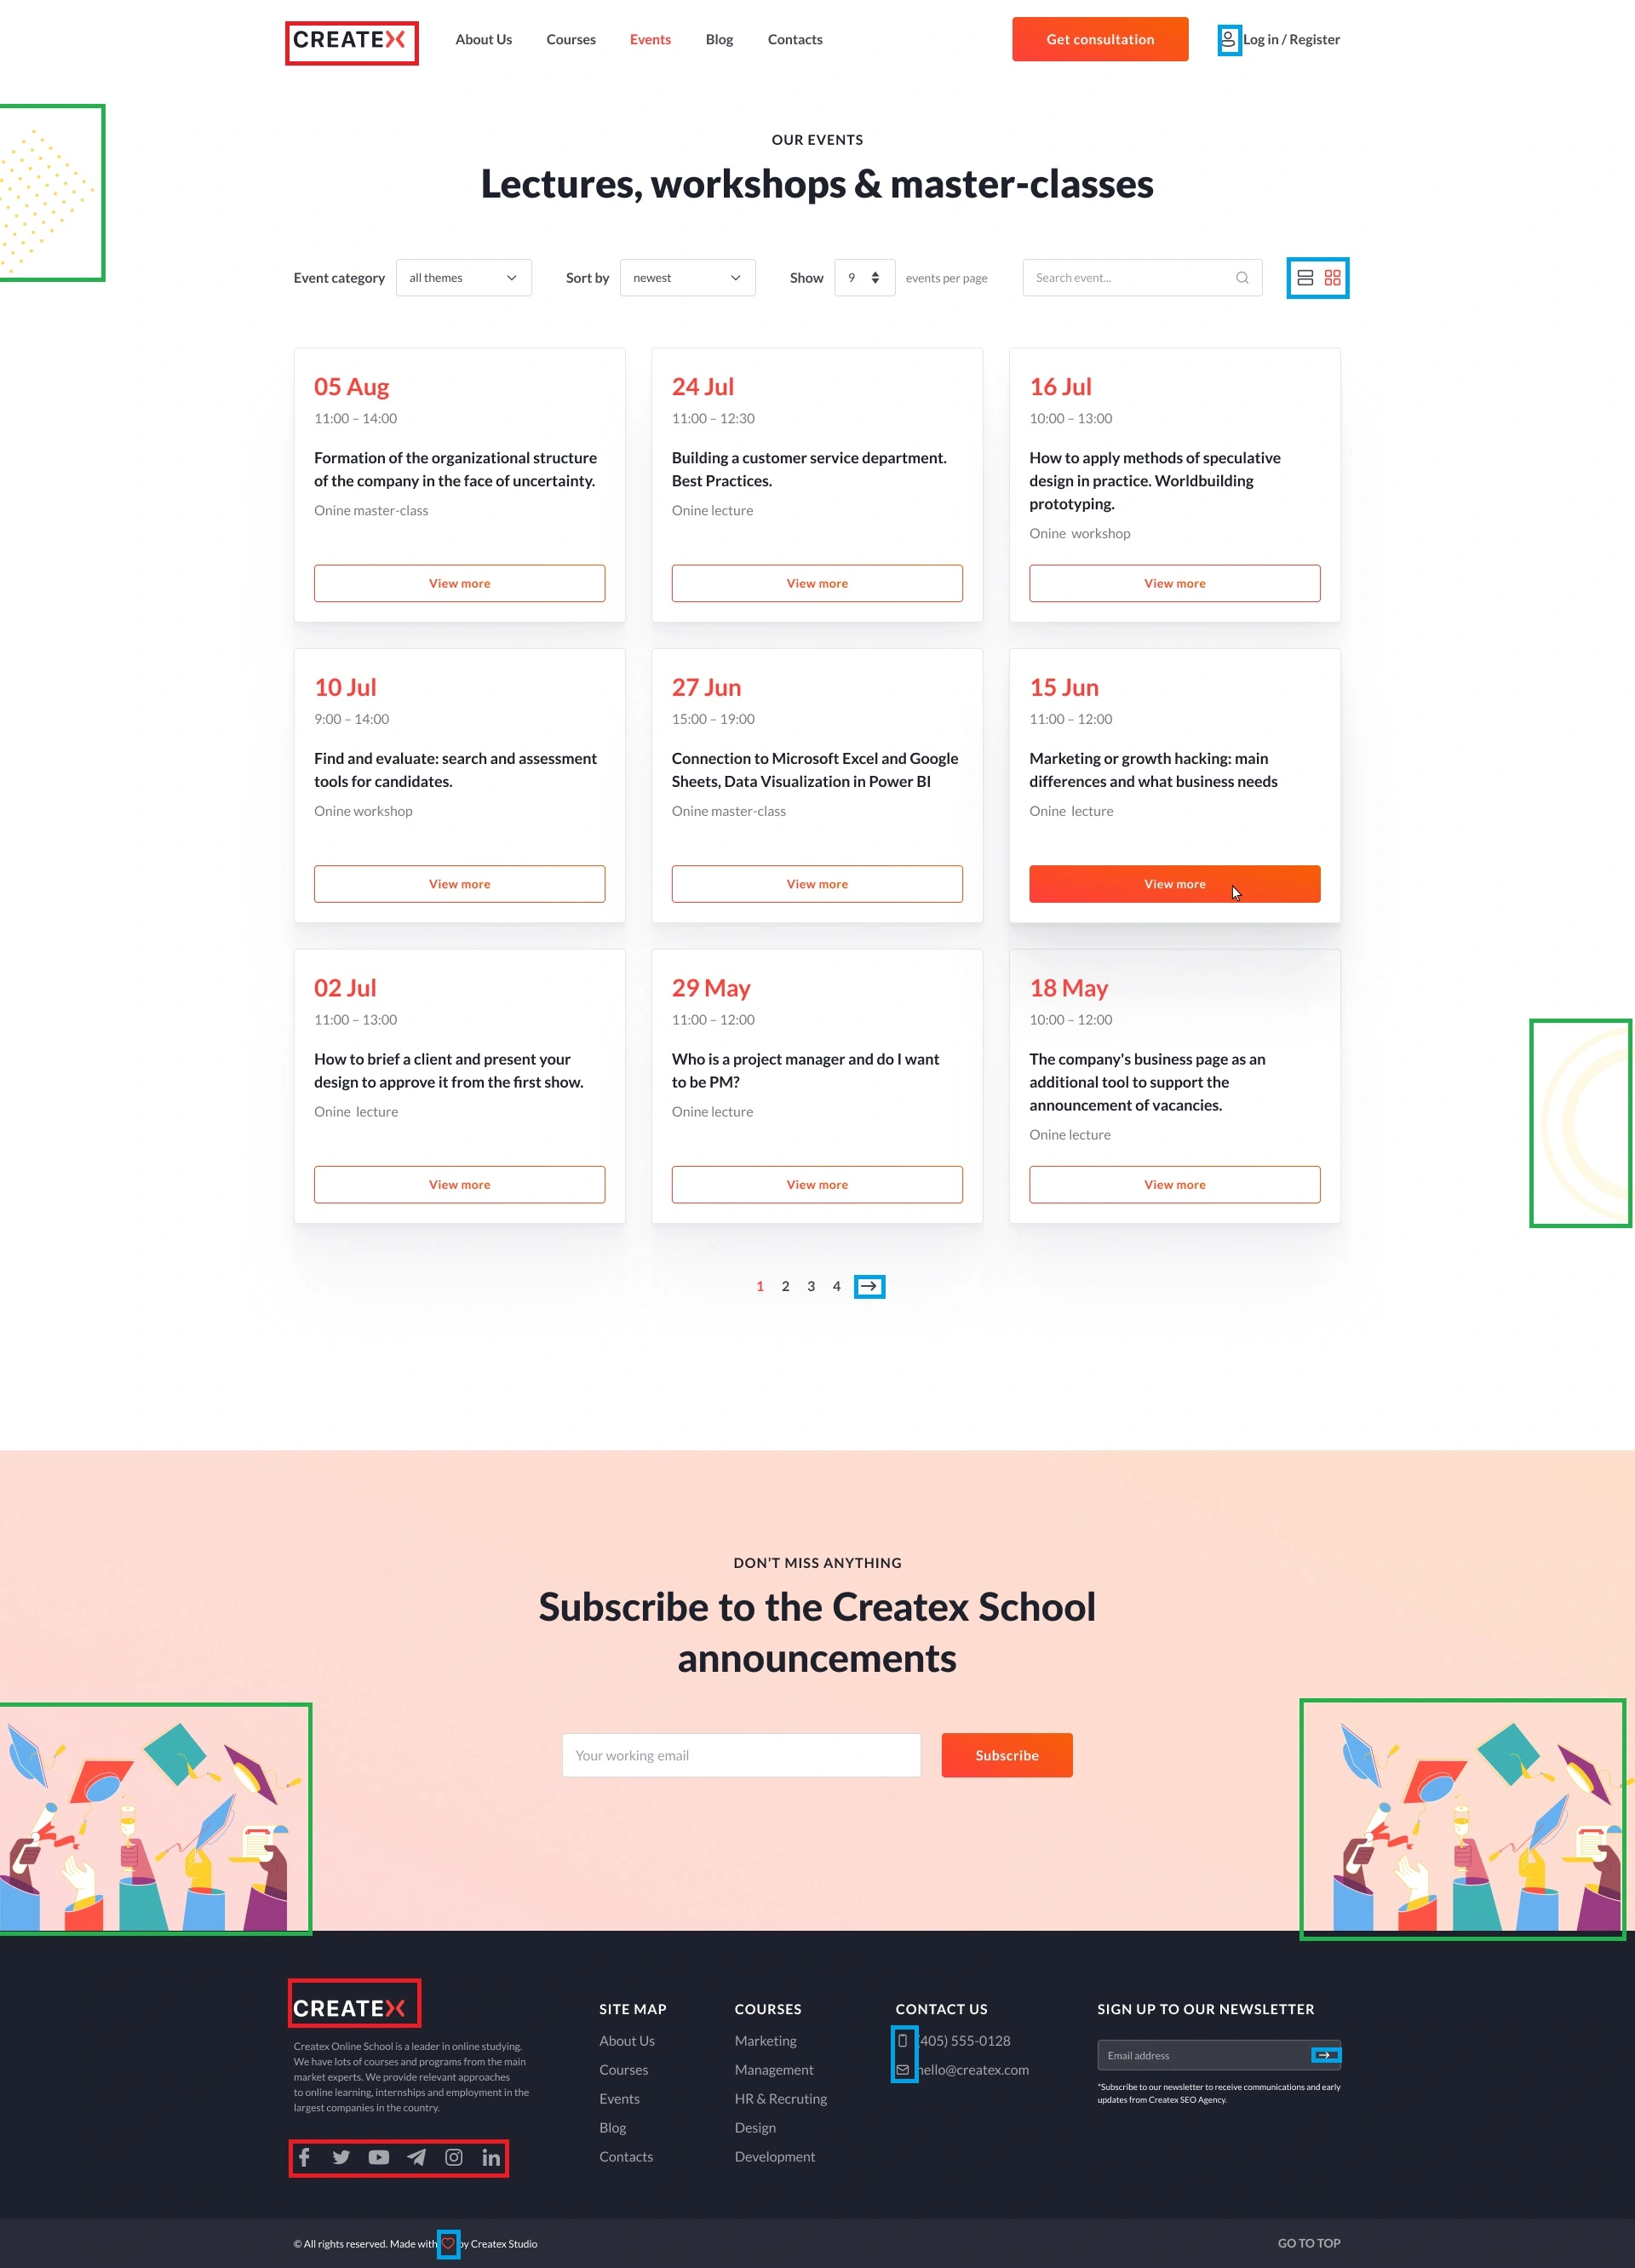 CREATEX
About Us
Courses
Events
Blog
Contacts
Get consultation
Log in / Register
OUR EVENTS
Lectures, workshops & master-classes
Event category
all themes
Sort by
newest
Show
9
events per page
Search event...
05 Aug
11:00 – 14:00
Formation of the organizational structure
of the company in the face of uncertainty.
Onine master-class
View more
24 Jul
11:00 – 12:30
Building a customer service department.
Best Practices.
Onine lecture
View more
16 Jul
10:00 – 13:00
How to apply methods of speculative
design in practice. Worldbuilding
prototyping.
Onine workshop
View more
10 Jul
9:00 – 14:00
Find and evaluate: search and assessment
tools for candidates.
Onine workshop
View more
27 Jun
15:00 – 19:00
Connection to Microsoft Excel and Google
Sheets, Data Visualization in Power BI
Onine master-class
View more
15 Jun
11:00 – 12:00
Marketing or growth hacking: main
differences and what business needs
Onine lecture
View more
02 Jul
11:00 – 13:00
How to brief a client and present your
design to approve it from the first show.
Onine lecture
View more
29 May
11:00 – 12:00
Who is a project manager and do I want
to be PM?
Onine lecture
View more
18 May
10:00 – 12:00
The company's business page as an
additional tool to support the
announcement of vacancies.
Onine lecture
View more
1 2 3 4
DON'T MISS ANYTHING
Subscribe to the Createx School
announcements
Your working email
Subscribe
CREATEX
Createx Online School is a leader in online studying.
We have lots of courses and programs from the main
market experts. We provide relevant approaches
to online learning, internships and employment in the
largest companies in the country.
SITE MAP
About Us
Courses
Events
Blog
Contacts
COURSES
Marketing
Management
HR & Recruting
Design
Development
CONTACT US
(405) 555-0128
hello@createx.com
SIGN UP TO OUR NEWSLETTER
Email address
*Subscribe to our newsletter to receive communications and early
updates from Createx SEO Agency.
© All rights reserved. Made with by Createx Studio
GO TO TOP